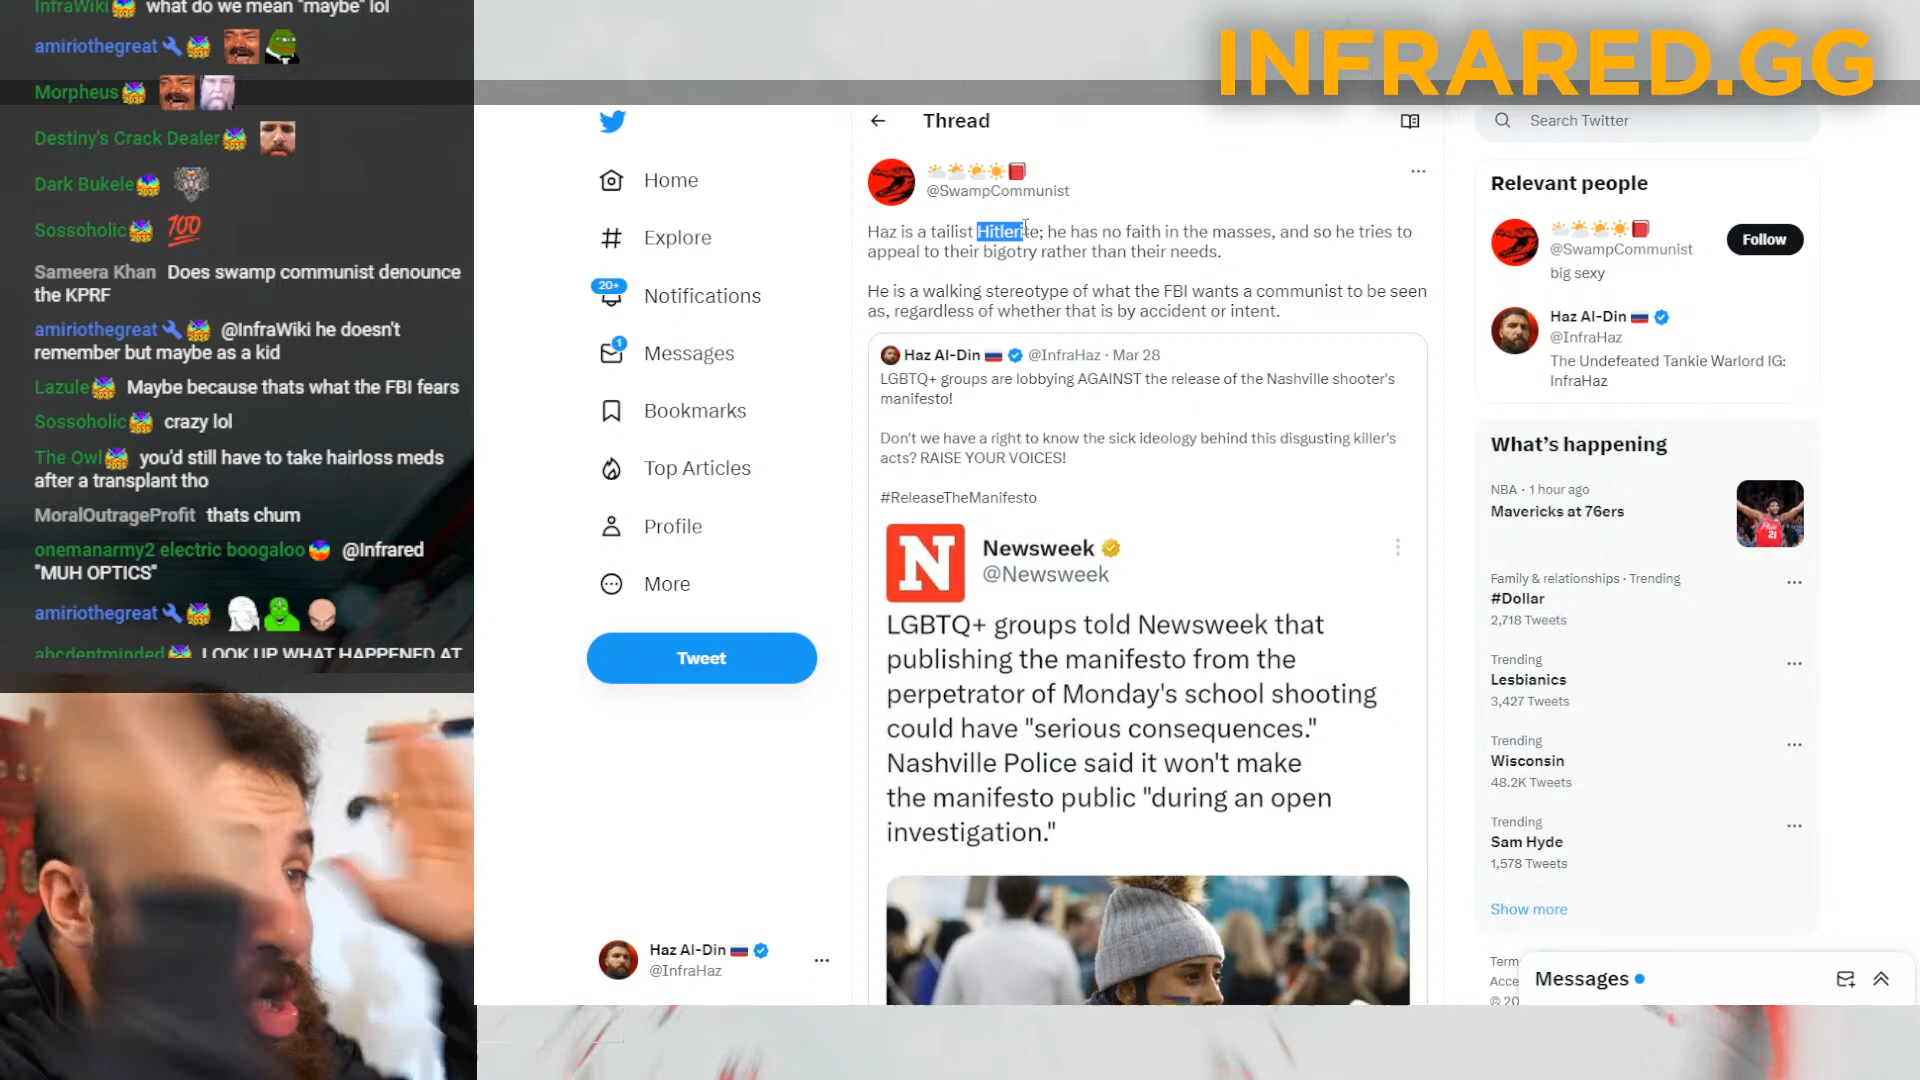 InfraWiki what do we mean "maybe" lol
amiriothegreat
Morpheus
Destiny's Crack Dealer
Dark Bukele
Sossoholic 100
Sameera Khan Does swamp communist denounce
the KPRF
amiriothegreat @InfraWiki he doesn't
remember but maybe as a kid
Lazule Maybe because thats what the FBI fears
Sossoholic crazy lol
The Owl you'd still have to take hairloss meds
after a transplant tho
MoralOutrageProfit thats chum
onemanarmy2 electric boogaloo @Infrared
"MUH OPTICS"
amiriothegreat
abcdentminded LOOK UP WHAT HAPPENED AT
INFRARED.GG
Home
Explore
20+
Notifications
1
Messages
Bookmarks
Top Articles
Profile
More
Tweet
Haz Al-Din
@InfraHaz
Thread
@SwampCommunist
Haz is a tailist Hitlerite; he has no faith in the masses, and so he tries to
appeal to their bigotry rather than their needs.
He is a walking stereotype of what the FBI wants a communist to be seen
as, regardless of whether that is by accident or intent.
Haz Al-Din @InfraHaz · Mar 28
LGBTQ+ groups are lobbying AGAINST the release of the Nashville shooter's
manifesto!
Don't we have a right to know the sick ideology behind this disgusting killer's
acts? RAISE YOUR VOICES!
#ReleaseTheManifesto
N
Newsweek
@Newsweek
LGBTQ+ groups told Newsweek that
publishing the manifesto from the
perpetrator of Monday's school shooting
could have "serious consequences."
Nashville Police said it won't make
the manifesto public "during an open
investigation."
Search Twitter
Relevant people
@SwampCommunist
Follow
big sexy
Haz Al-Din
@InfraHaz
The Undefeated Tankie Warlord IG:
InfraHaz
What's happening
NBA · 1 hour ago
Mavericks at 76ers
21
Family & relationships · Trending
#Dollar
2,718 Tweets
Trending
Lesbianics
3,427 Tweets
Trending
Wisconsin
48.2K Tweets
Trending
Sam Hyde
1,578 Tweets
Show more
Term
Acce
© 20
Messages